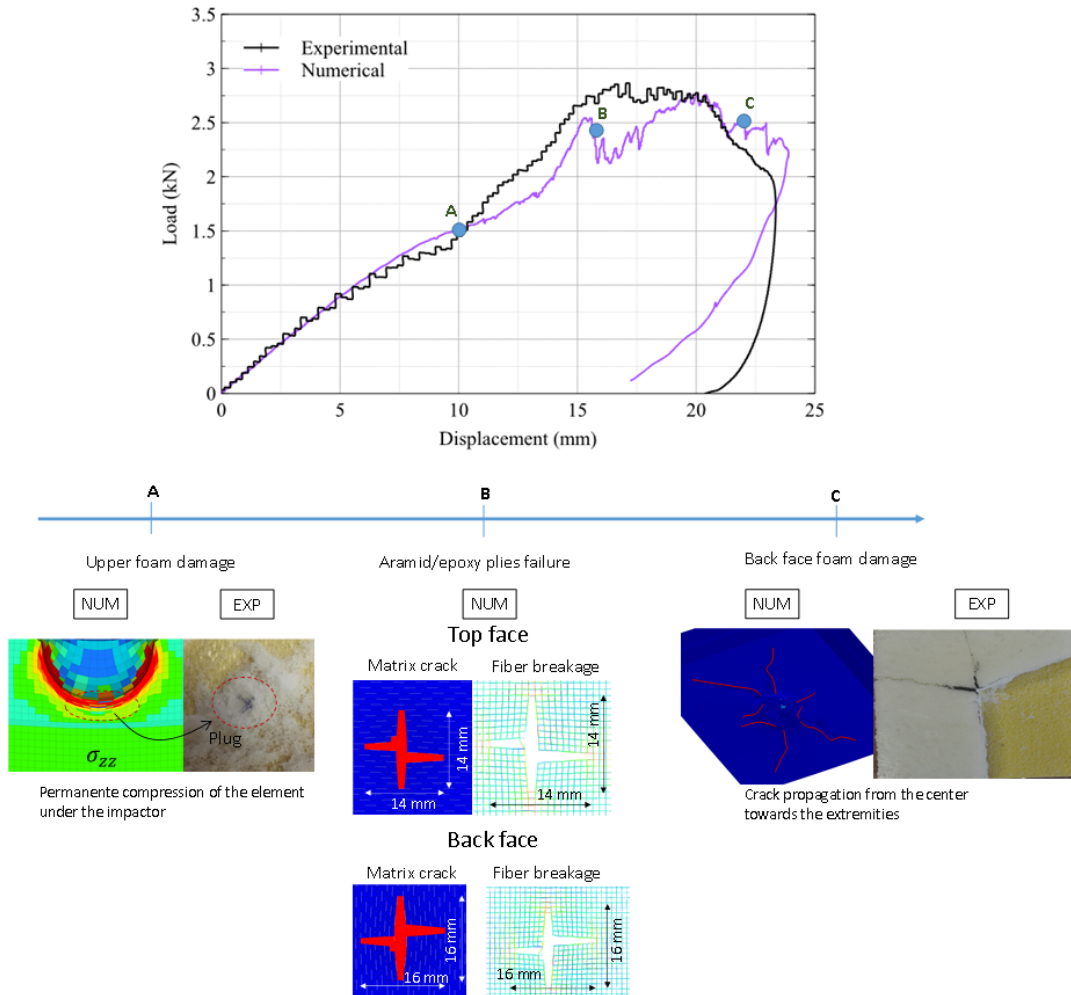 3.5
3
2.5
2
1.5
1
0.5
0
Load (kN)
Experimental
Numerical
A
B
C
0
5
10
15
20
25
Displacement (mm)
A
B
C
Upper foam damage
Aramid/epoxy plies failure
Back face foam damage
NUM
EXP
NUM
NUM
EXP
Top face
Matrix crack
Fiber breakage
Plug
σzz
14 mm
14 mm
14 mm
14 mm
Permanente compression of the element
under the impactor
Crack propagation from the center
towards the extremities
Back face
Matrix crack
Fiber breakage
16 mm
16 mm
16 mm
16 mm